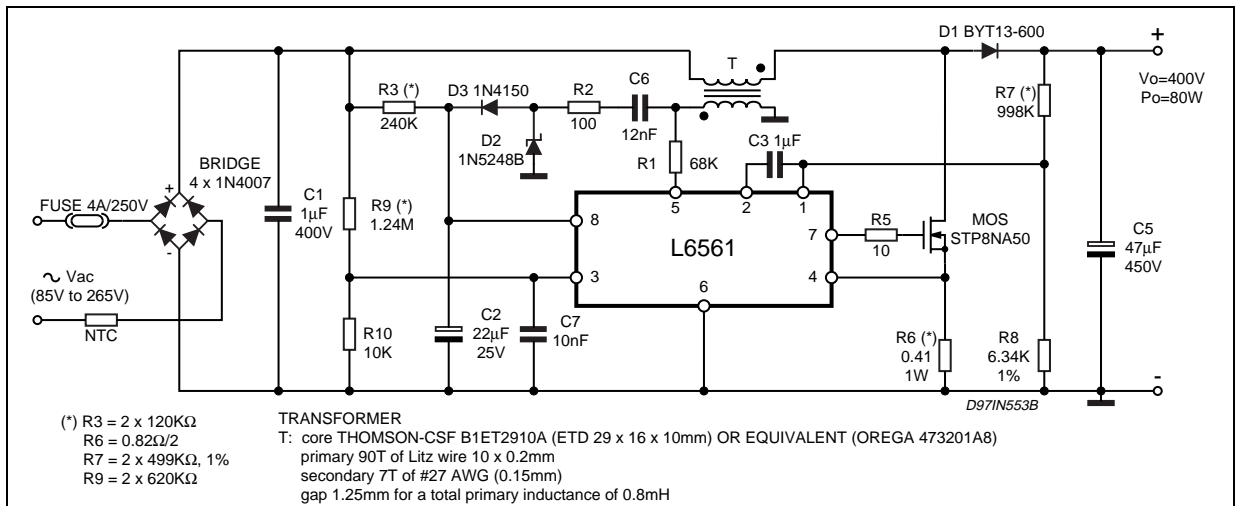 D1 BYT13-600
+
Vo=400V
Po=80W
T
C6
12nF
R3 (*)
240K
D3 1N4150
R2
100
R7 (*)
998K
D2
1N5248B
R1
68K
C3 1μF
BRIDGE
4 x 1N4007
+
-
FUSE 4A/250V
C1
1μF
400V
R9 (*)
1.24M
5
2
1
8
3
L6561
7
4
6
R5
10
MOS
STP8NA50
C5
47μF
450V
~ Vac
(85V to 265V)
NTC
R10
10K
C2
22μF
25V
C7
10nF
R6 (*)
0.41
1W
R8
6.34K
1%
-
D97IN553B
(*) R3 = 2 x 120KΩ
R6 = 0.82Ω/2
R7 = 2 x 499KΩ, 1%
R9 = 2 x 620KΩ
TRANSFORMER
T: core THOMSON-CSF B1ET2910A (ETD 29 x 16 x 10mm) OR EQUIVALENT (OREGA 473201A8)
primary 90T of Litz wire 10 x 0.2mm
secondary 7T of #27 AWG (0.15mm)
gap 1.25mm for a total primary inductance of 0.8mH